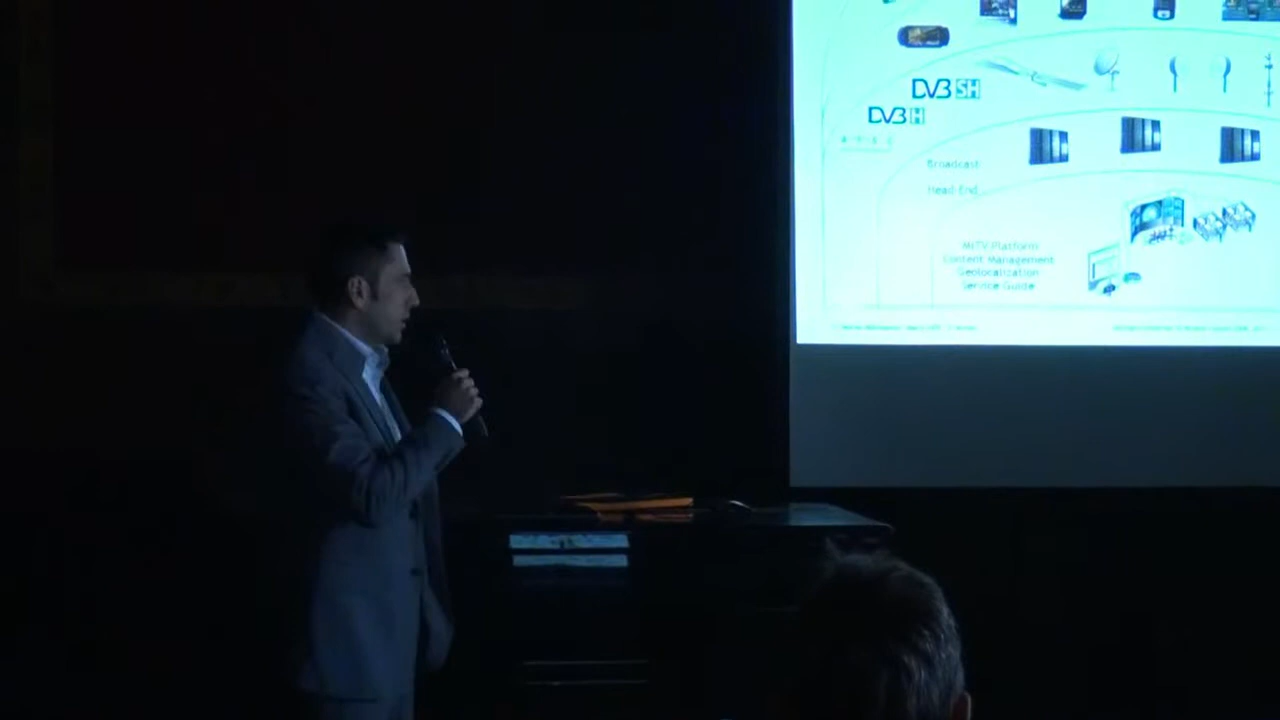 DVB SH
DVB H
Broadcast
Head-End
MiTV Platform
Content Management
Geolocalization
Service Guide